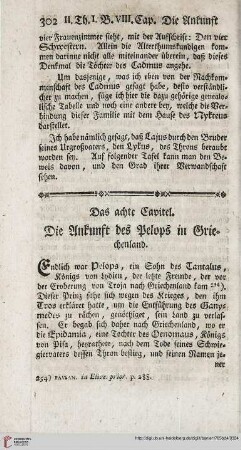 302 II. Th. I. B. VIII. Cap. Die Ankunft
vier Frauenzimmer siehe, mit der Aufschrift: Den vier
Schwestern. Allein die Alterthumskundigen kom-
men darinne nicht alle miteinander überein, daß dieses
Denkmal die Töchter des Cadmus angehe.
Um dasjenige, was ich eben von der Nachkom-
menschaft des Cadmus gesagt habe, desto verständli-
cher zu machen, füge ich hier die dazu gehörige genealo-
gische Tabelle und noch eine andere bey, welche die Ver-
bindung dieser Familie mit dem Hause des Nykteus
darstellet.
Ich habe nämlich gesagt, daß Cajus durch den Bruder
seines Urgrosvaters, den Lykus, des Throns beraubt
worden sey. Auf folgender Tafel kann man den Be-
weis davon, und den Grad ihrer Verwandschaft
sehen.
Das achte Capitel.
Die Ankunft des Pelops in Grie-
chenland.
Endlich war Pelops, ein Sohn des Tantalus,
Königs von Lydien, der letzte Fremde, der vor
der Eroberung von Troja nach Griechenland kam 254)
Dieser Prinz sahe sich wegen des Krieges, den ihm
Tros erkläret hatte, um die Entführung des Gany-
medes zu rächen, genöthiget, sein Land zu verlas-
sen. Er begab sich daher nach Griechenland, wo er
die Hippodamia, eine Tochter des Oenomaus, Königs
von Pisa, heyrathete, nach dem Tode seines Schwie-
gervaters dessen Thron bestieg, und seinen Namen
jener
254) PAUSAN. in Eliac. prior. p. 288.